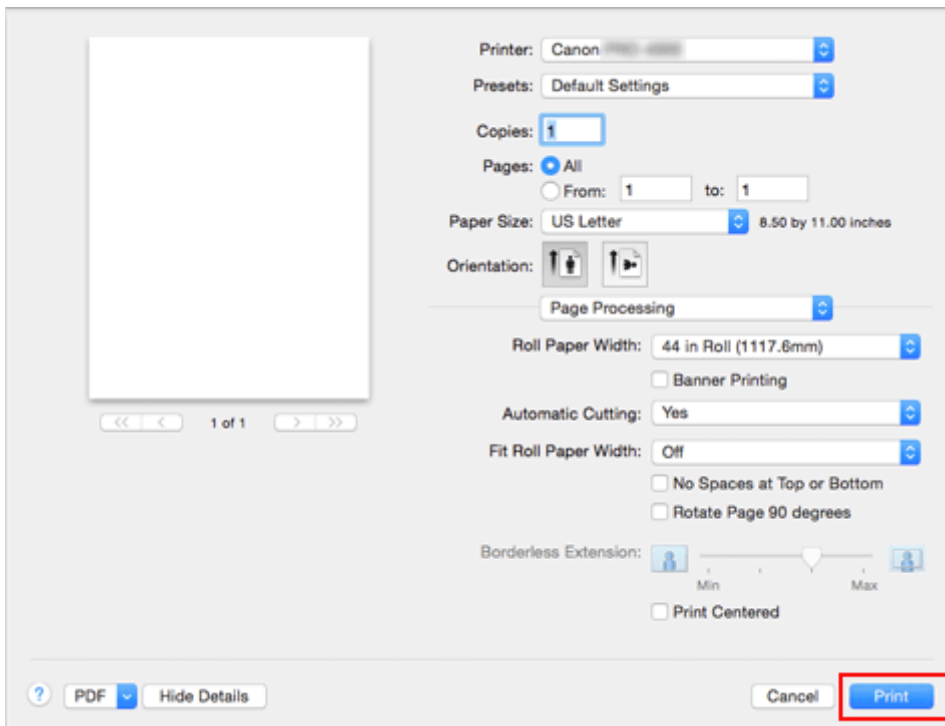 Printer: Canon
Presets: Default Settings
Copies: 1
Pages: All
From: 1 to: 1
Paper Size: US Letter 8.50 by 11.00 inches
Orientation:
Page Processing
Roll Paper Width: 44 in Roll (1117.6mm)
Banner Printing
<< < 1 of 1 > >>
Automatic Cutting: Yes
Fit Roll Paper Width: Off
No Spaces at Top or Bottom
Rotate Page 90 degrees
Borderless Extension:
Min Max
Print Centered
? PDF Hide Details Cancel Print